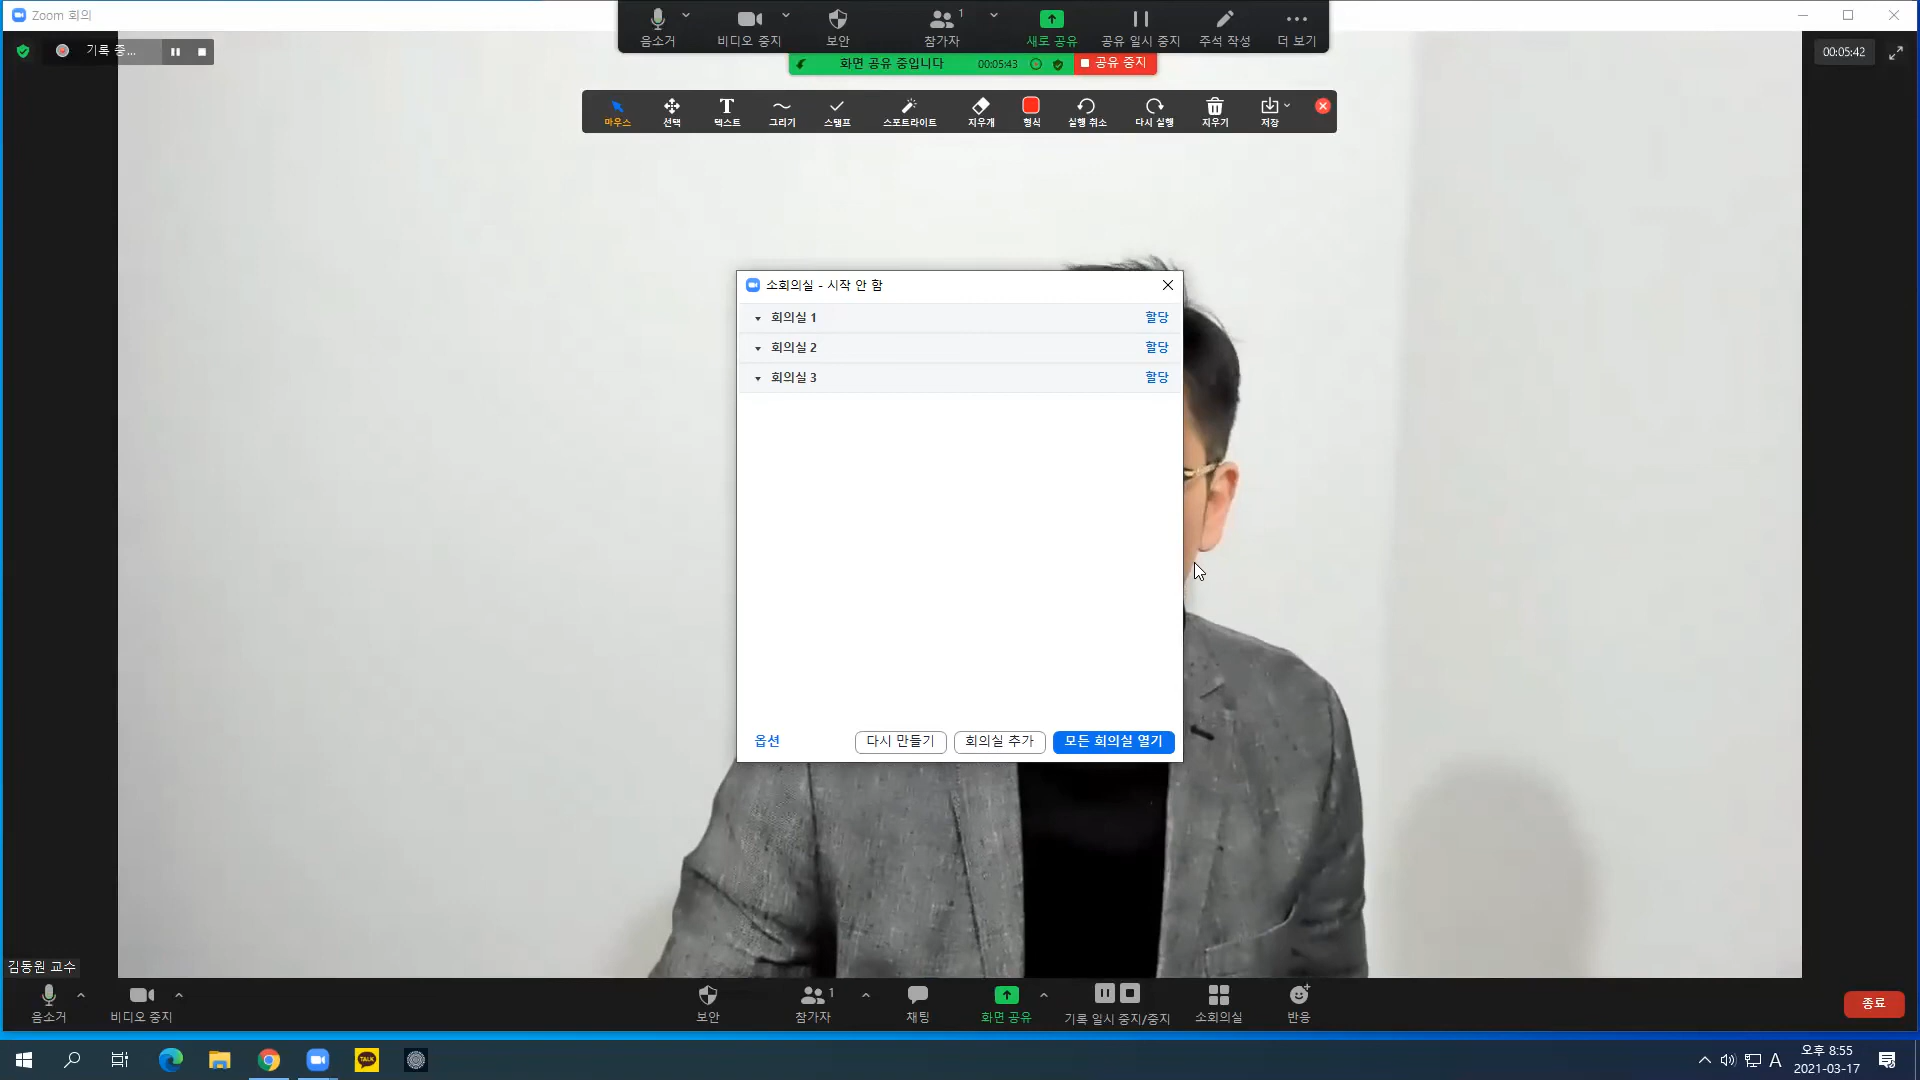 Zoom 회의
음소거
비디오 중지
보안
참가자
1
새로 공유
공유 일시 중지
주석 작성
더 보기
기록 중...
화면 공유 중입니다
00:05:43
공유 중지
00:05:42
마우스
선택
텍스트
그리기
스탬프
스포트라이트
지우개
형식
실행 취소
다시 실행
지우기
저장
소회의실 - 시작 안 함
회의실 1 할당
회의실 2 할당
회의실 3 할당
옵션
다시 만들기
회의실 추가
모든 회의실 열기
김동원 교수
음소거
비디오 중지
보안
참가자
1
채팅
화면 공유
기록 일시 중지/중지
소회의실
반응
종료
TALK
A
오후 8:55
2021-03-17